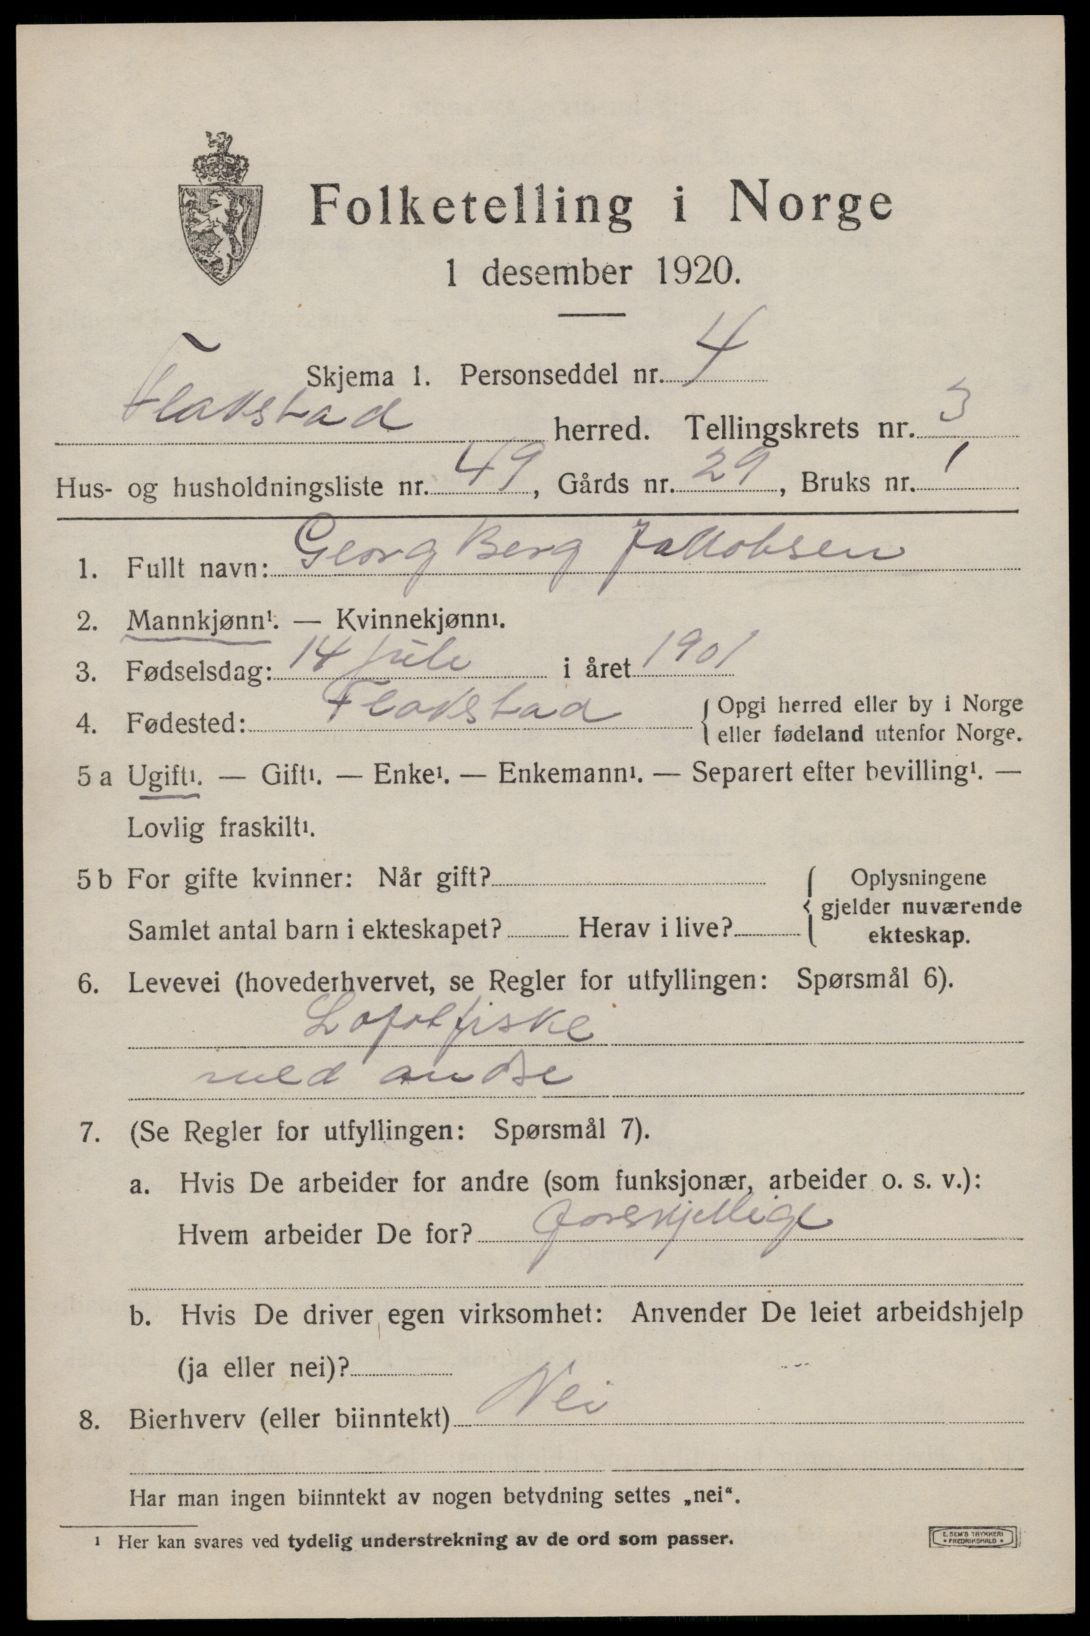 Folketelling i Norge
1 desember 1920.
Skjema 1. Personseddel nr. 4
Flakstad herred. Tellingskrets nr. 3
Hus- og husholdningsliste nr. 49, Gårds nr. 29, Bruks nr. 1
1. Fullt navn: Georg Berg Jakobsen
2. Mannkjønn¹. — Kvinnekjønn¹.
3. Fødselsdag: 14 juli i året 1901
4. Fødested: Flakstad { Opgi herred eller by i Norge
eller fødeland utenfor Norge.
5 a Ugift¹. — Gift¹. — Enke¹. — Enkemann¹. — Separert efter bevilling¹. —
Lovlig fraskilt¹.
5 b For gifte kvinner: Når gift?
Samlet antal barn i ekteskapet? Herav i live?
{ Oplysningene
gjelder nuværende
ekteskap.
6. Levevei (hovederhvervet, se Regler for utfyllingen: Spørsmål 6).
Lofotfiske
med andre
7. (Se Regler for utfyllingen: Spørsmål 7).
a. Hvis De arbeider for andre (som funksjonær, arbeider o. s. v.):
Hvem arbeider De for? forskjellige
b. Hvis De driver egen virksomhet: Anvender De leiet arbeidshjelp
(ja eller nei)?
8. Bierhverv (eller biinntekt) Nei
Har man ingen biinntekt av nogen betydning settes „nei“.
¹ Her kan svares ved tydelig understrekning av de ord som passer.
E. SEM'S TRYKKERI
• FREDRIKSHALD •